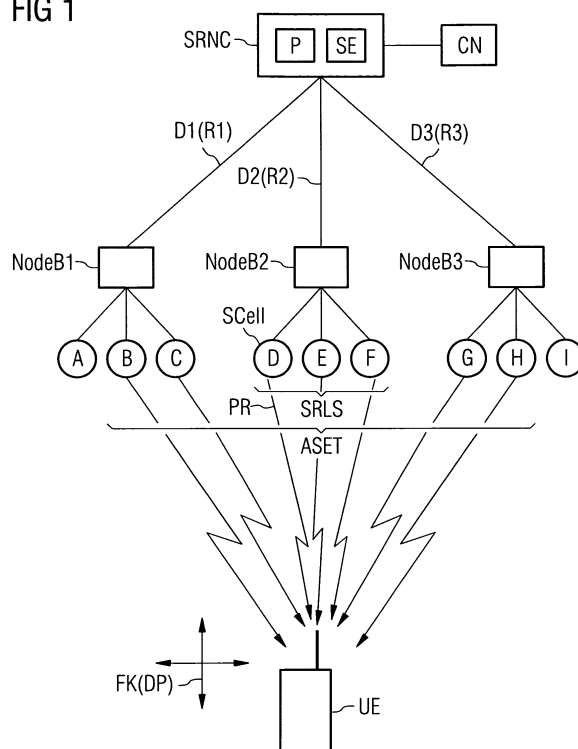 FIG 1
SRNC P SE CN
D1(R1) D3(R3)
D2(R2)
NodeB1 NodeB2 NodeB3
SCell
A B C D E F G H I
PR SRLS
ASET
FK(DP)
UE